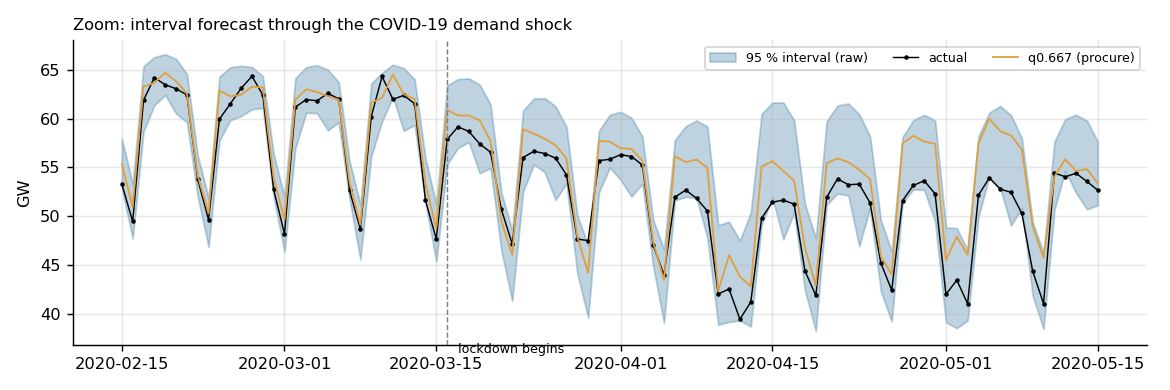 Zoom: interval forecast through the COVID-19 demand shock
95 % interval (raw)
actual
q0.667 (procure)
GW
65
60
55
50
45
40
lockdown begins
2020-02-15
2020-03-01
2020-03-15
2020-04-01
2020-04-15
2020-05-01
2020-05-15